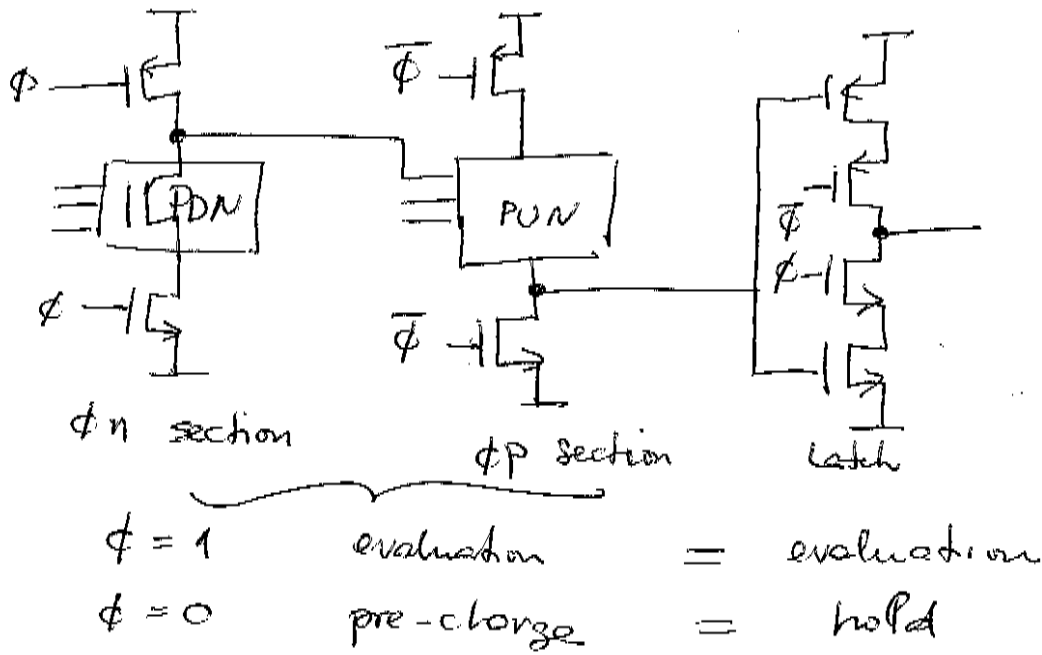 ϕ
ϕ̅
PDN
PUN
ϕ̅
ϕ
ϕ
ϕ̅
ϕn section
ϕp section
Latch
ϕ = 1 evaluation = evaluation
ϕ = 0 pre-charge = hold